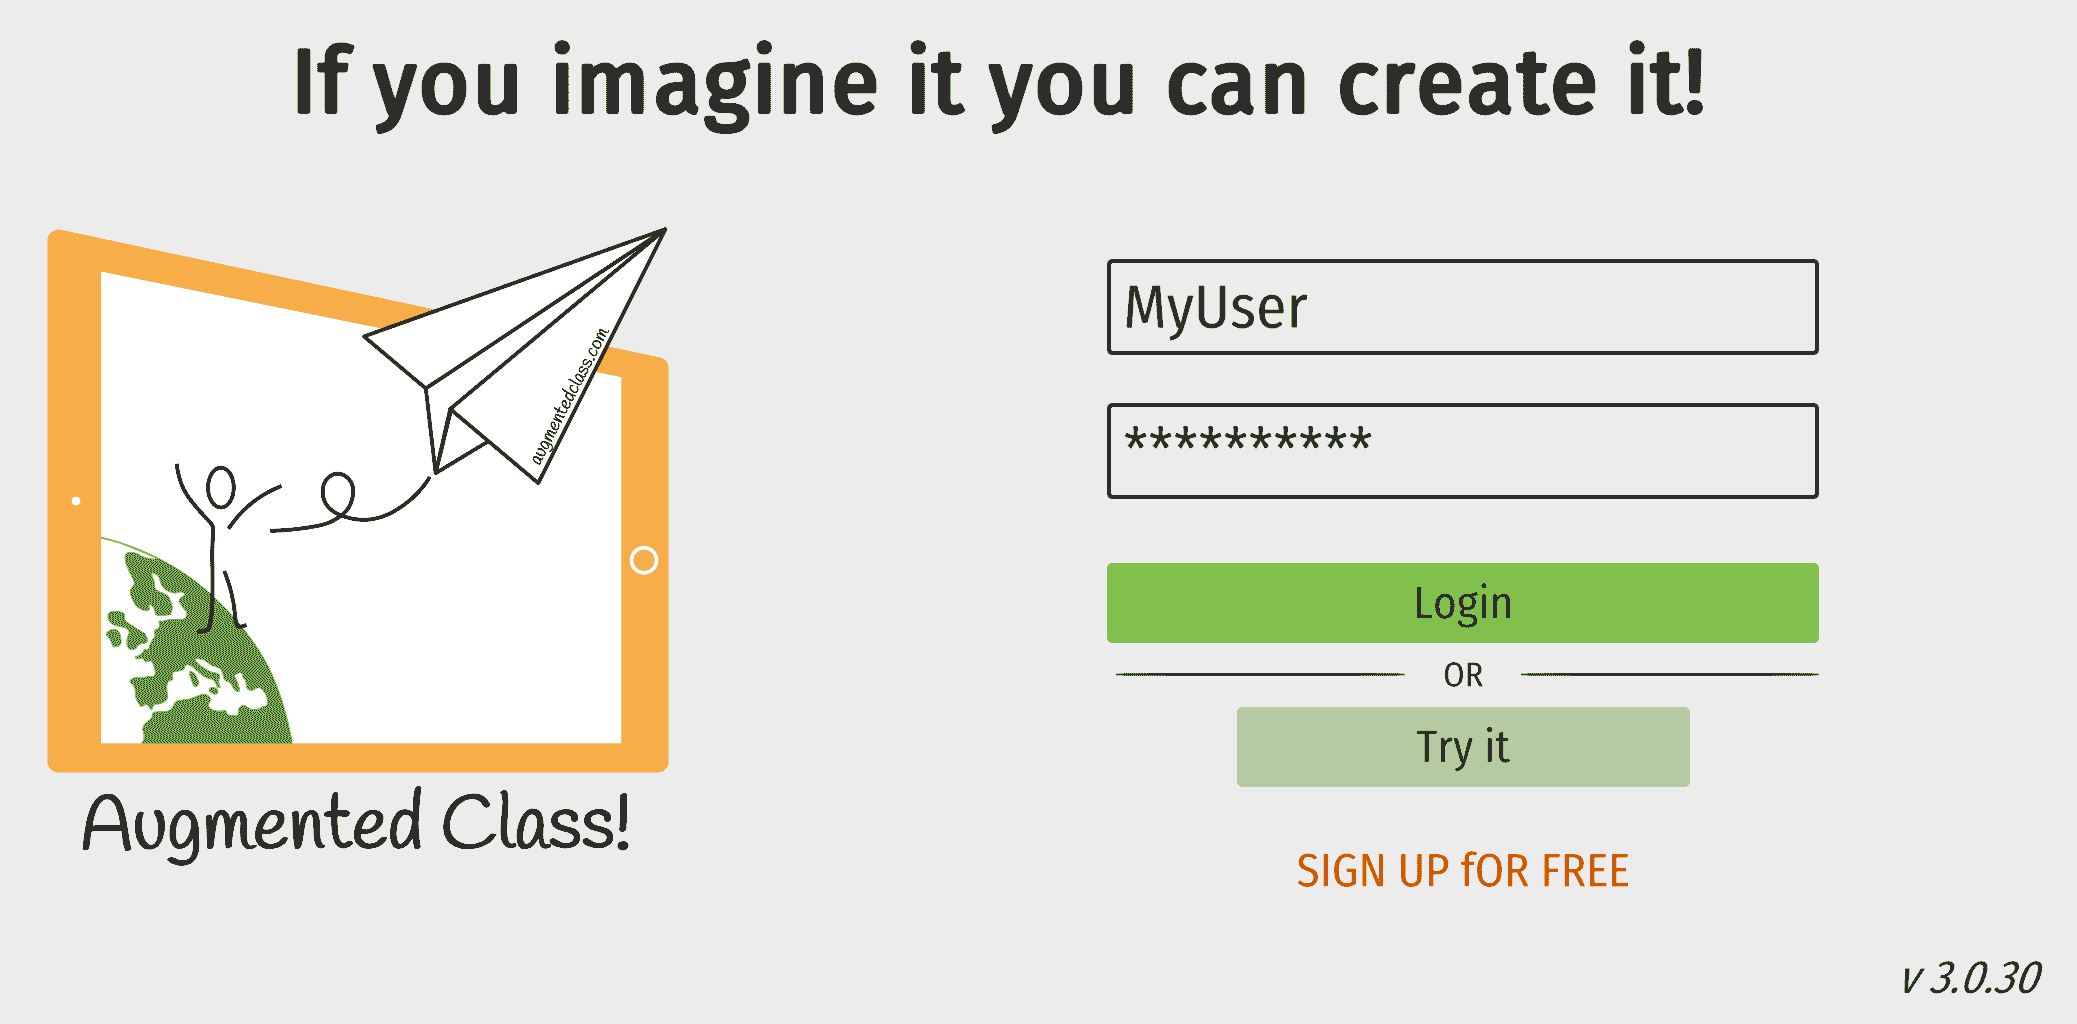 If you imagine it you can create it!
augmentedclass.com
Augmented Class!
MyUser
**********
Login
OR
Try it
SIGN UP fOR FREE
v 3.0.30